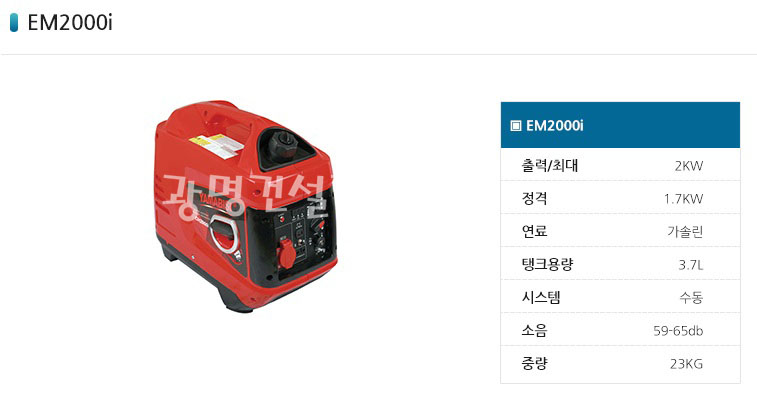 EM2000i
EM2000i
출력/최대 2KW
정격 1.7KW
연료 가솔린
탱크용량 3.7L
시스템 수동
소음 59-65db
중량 23KG
광명건설